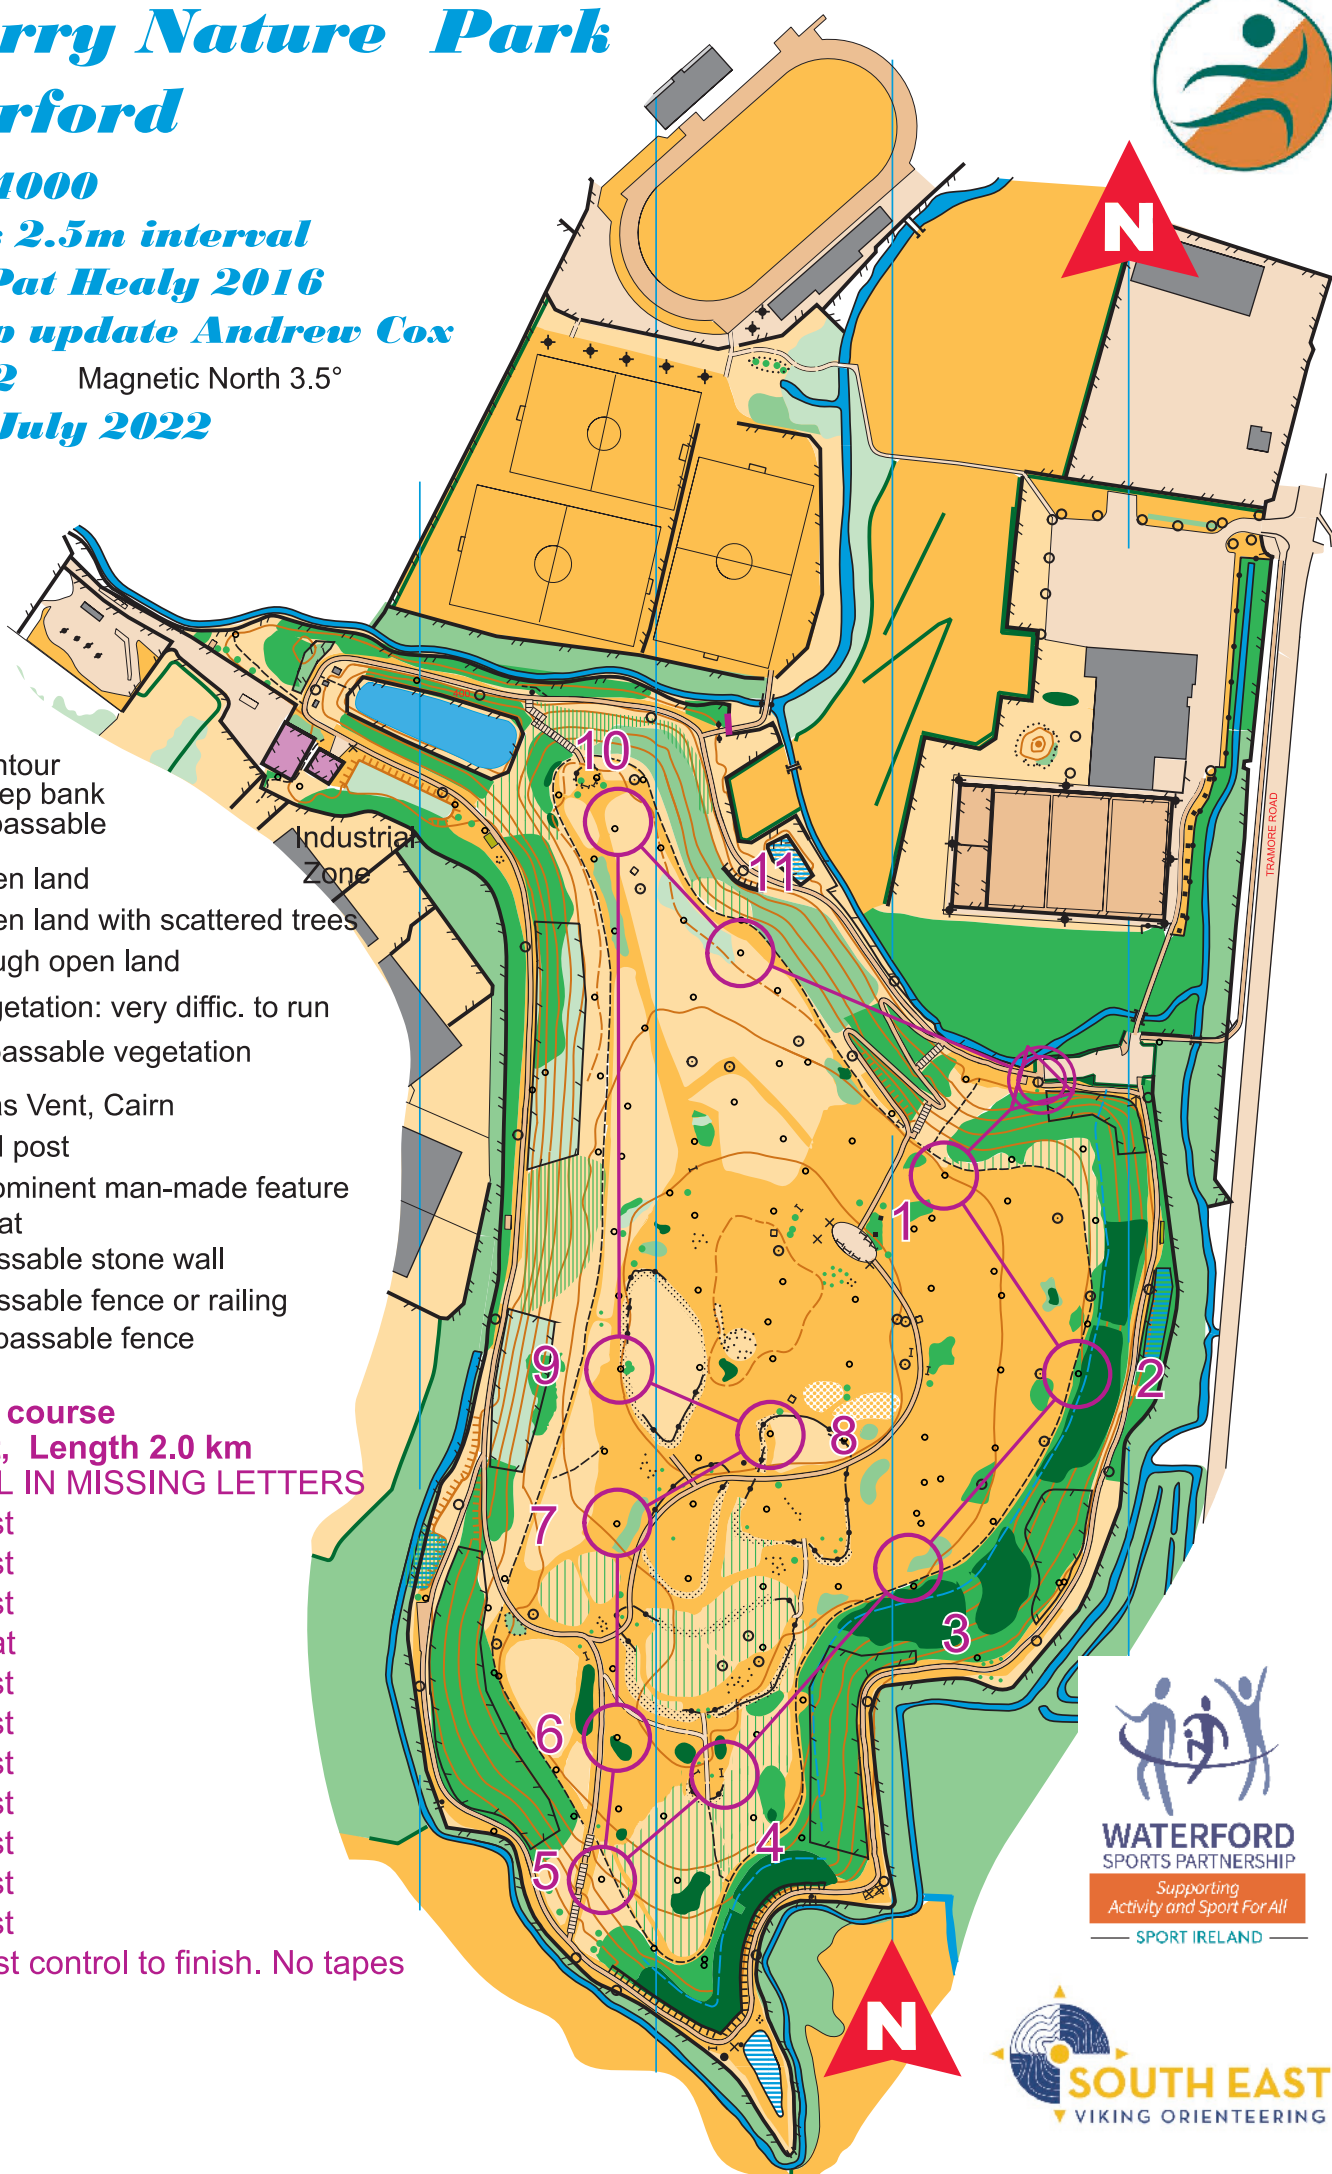 rry Nature Park
rford
4000
: 2.5m interval
Pat Healy 2016
p update Andrew Cox
2 Magnetic North 3.5°
July 2022
N
400
10
ntour
ep bank
passable
Industrial
Zone
11
TRAMORE ROAD
en land
en land with scattered trees
ugh open land
getation: very diffic. to run
passable vegetation
as Vent, Cairn
d post
ominent man-made feature
at
ssable stone wall
ssable fence or railing
passable fence
1
9
2
8
course
, Length 2.0 km
L IN MISSING LETTERS
7
st
st
st
at
st
st
st
st
st
st
st
st control to finish. No tapes
3
6
4
5
WATERFORD
SPORTS PARTNERSHIP
Supporting
Activity and Sport For All
SPORT IRELAND
N
SOUTH EAST
VIKING ORIENTEERING